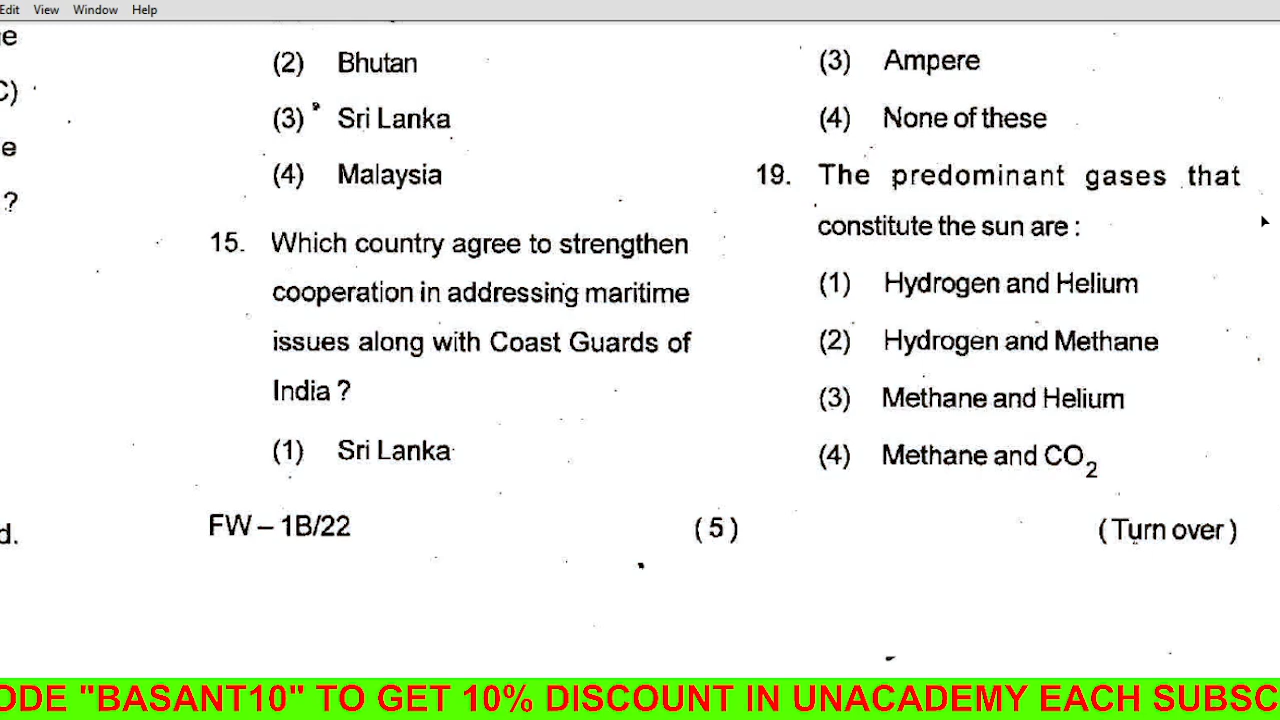 Edit View Window Help
e
C)
e
?
d.
(2) Bhutan
(3) Sri Lanka
(4) Malaysia
15. Which country agree to strengthen
cooperation in addressing maritime
issues along with Coast Guards of
India ?
(1) Sri Lanka
(3) Ampere
(4) None of these
19. The predominant gases that
constitute the sun are :
(1) Hydrogen and Helium
(2) Hydrogen and Methane
(3) Methane and Helium
(4) Methane and CO2
FW – 1B/22 ( 5 ) ( Turn over )
ODE "BASANT10" TO GET 10% DISCOUNT IN UNACADEMY EACH SUBSC